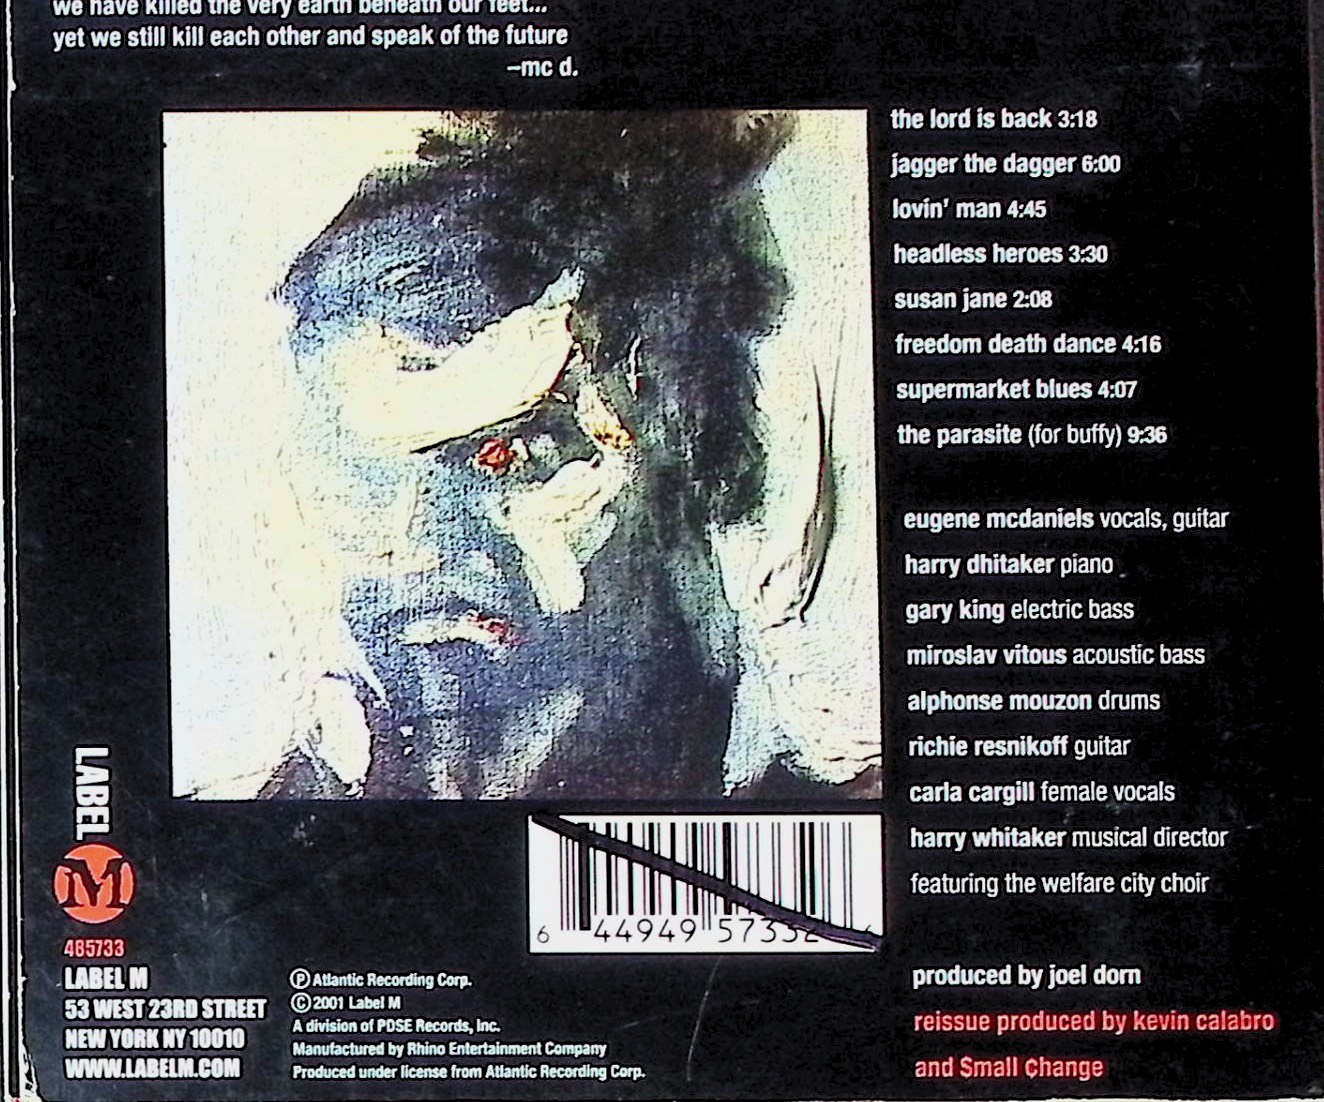 we have killed the very earth beneath our feet...
yet we still kill each other and speak of the future
–mc d.
the lord is back 3:18
jagger the dagger 6:00
lovin' man 4:45
headless heroes 3:30
susan jane 2:08
freedom death dance 4:16
supermarket blues 4:07
the parasite (for buffy) 9:36
eugene mcdaniels vocals, guitar
harry dhitaker piano
gary king electric bass
miroslav vitous acoustic bass
alphonse mouzon drums
richie resnikoff guitar
carla cargill female vocals
harry whitaker musical director
featuring the welfare city choir
produced by joel dorn
reissue produced by kevin calabro
and $mall ¢hange
LABEL
M
485733
LABEL M
53 WEST 23RD STREET
NEW YORK NY 10010
WWW.LABELM.COM
Ⓟ Atlantic Recording Corp.
© 2001 Label M
A division of PDSE Records, Inc.
Manufactured by Rhino Entertainment Company
Produced under license from Atlantic Recording Corp.
6 44949